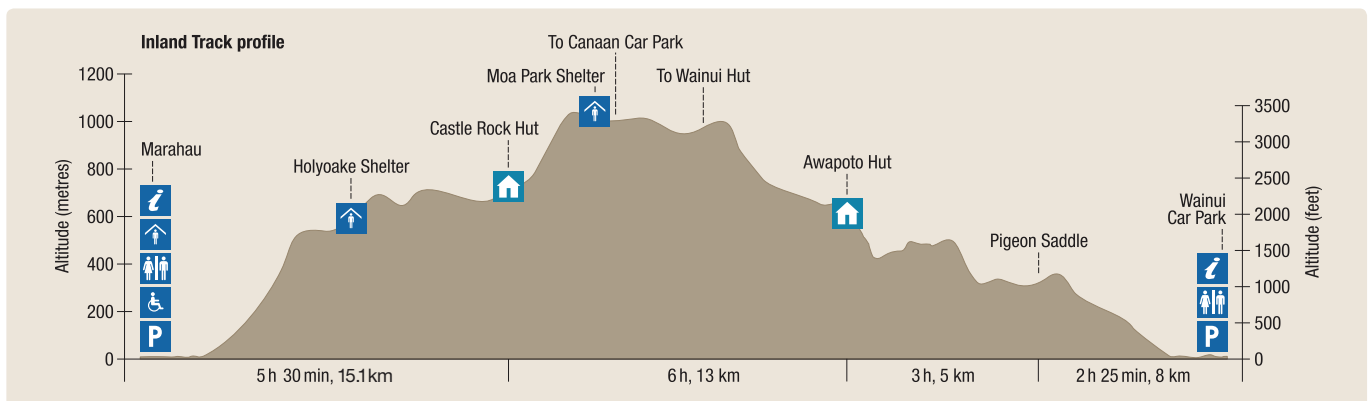 Inland Track profile
To Canaan Car Park
Moa Park Shelter
To Wainui Hut
Castle Rock Hut
Marahau
Holyoake Shelter
Awapoto Hut
Wainui
Car Park
Pigeon Saddle
Altitude (metres)
1200
1000
800
600
400
200
0
Altitude (feet)
3500
3000
2500
2000
1500
1000
500
0
i
P
i
P
5 h 30 min, 15.1 km
6 h, 13 km
3 h, 5 km
2 h 25 min, 8 km